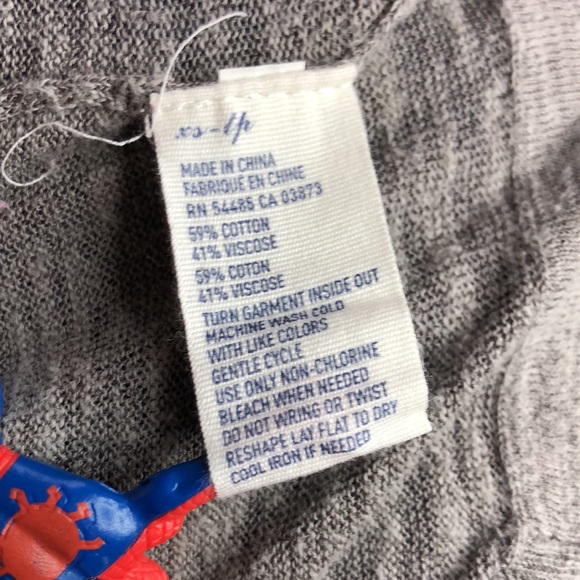 xs-tp
MADE IN CHINA
FABRIQUE EN CHINE
RN 54485 CA 03873
59% COTTON
41% VISCOSE
59% COTON
41% VISCOSE
TURN GARMENT INSIDE OUT
MACHINE WASH COLD
WITH LIKE COLORS
GENTLE CYCLE
USE ONLY NON-CHLORINE
BLEACH WHEN NEEDED
DO NOT WRING OR TWIST
RESHAPE LAY FLAT TO DRY
COOL IRON IF NEEDED